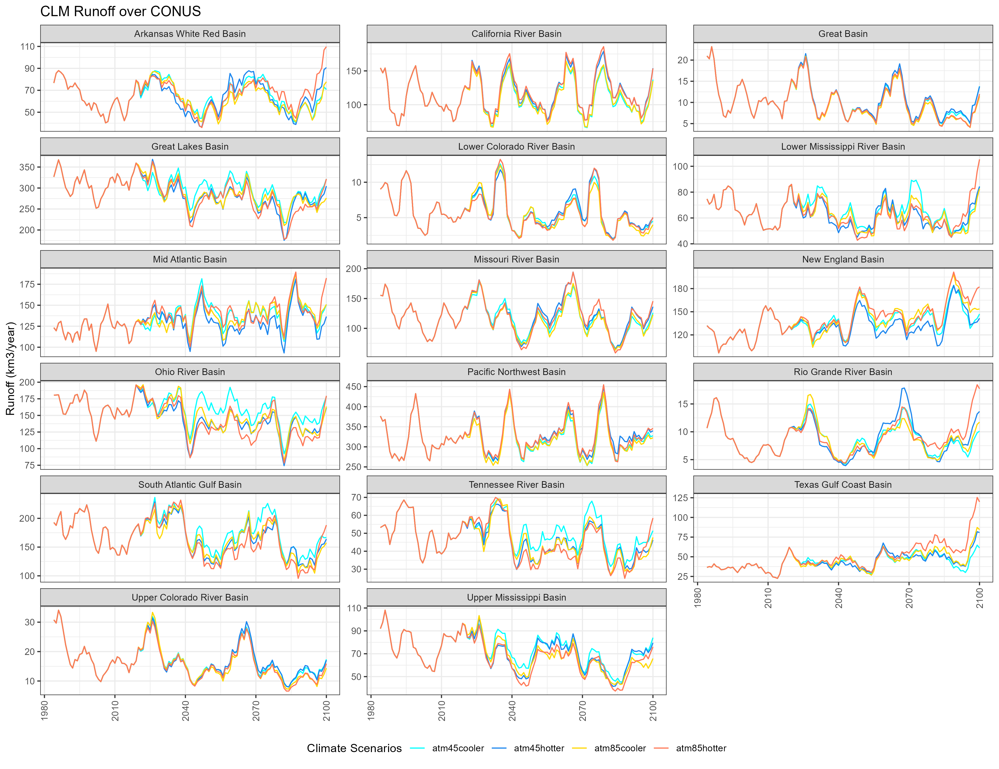 CLM Runoff over CONUS
Arkansas White Red Basin
110
90
70
50
California River Basin
150
100
Great Basin
20
15
10
5
Great Lakes Basin
350
300
250
200
Lower Colorado River Basin
10
5
Lower Mississippi River Basin
100
80
60
40
Mid Atlantic Basin
175
150
125
100
Missouri River Basin
200
150
100
New England Basin
180
150
120
Runoff (km3/year)
Ohio River Basin
200
175
150
125
100
75
Pacific Northwest Basin
450
400
350
300
250
Rio Grande River Basin
15
10
5
South Atlantic Gulf Basin
200
150
100
Tennessee River Basin
70
60
50
40
30
Texas Gulf Coast Basin
125
100
75
50
25
1980 2010 2040 2070 2100
Upper Colorado River Basin
30
20
10
1980 2010 2040 2070 2100
Upper Mississippi Basin
110
90
70
50
1980 2010 2040 2070 2100
Climate Scenarios atm45cooler atm45hotter atm85cooler atm85hotter